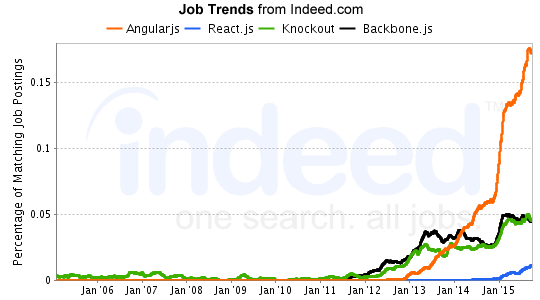 Job Trends from Indeed.com
Angularjs React.js Knockout Backbone.js
Percentage of Matching Job Postings
0.15
0.1
0.05
0
indeed™
one search. all jobs.
Jan '06 Jan '07 Jan '08 Jan '09 Jan '10 Jan '11 Jan '12 Jan '13 Jan '14 Jan '15